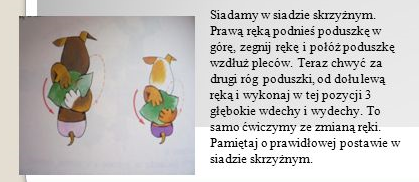 Siadamy w siadzie skrzyżnym.
Prawą ręką podnieś poduszkę w
górę, zegnij rękę i połóż poduszkę
wzdłuż pleców. Teraz chwyć za
drugi róg poduszki, od dołu lewą
ręką i wykonaj w tej pozycji 3
głębokie wdechy i wydechy. To
samo ćwiczymy ze zmianą ręki.
Pamiętaj o prawidłowej postawie w
siadzie skrzyżnym.